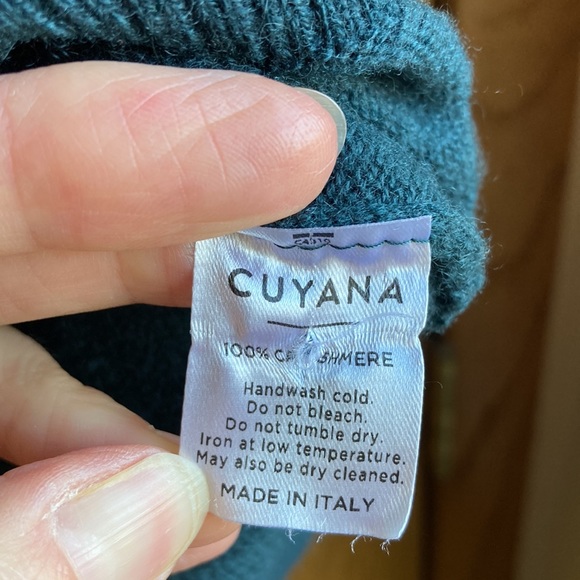 CUYANA
100% CASHMERE
Handwash cold.
Do not bleach.
Do not tumble dry.
Iron at low temperature.
May also be dry cleaned.
MADE IN ITALY